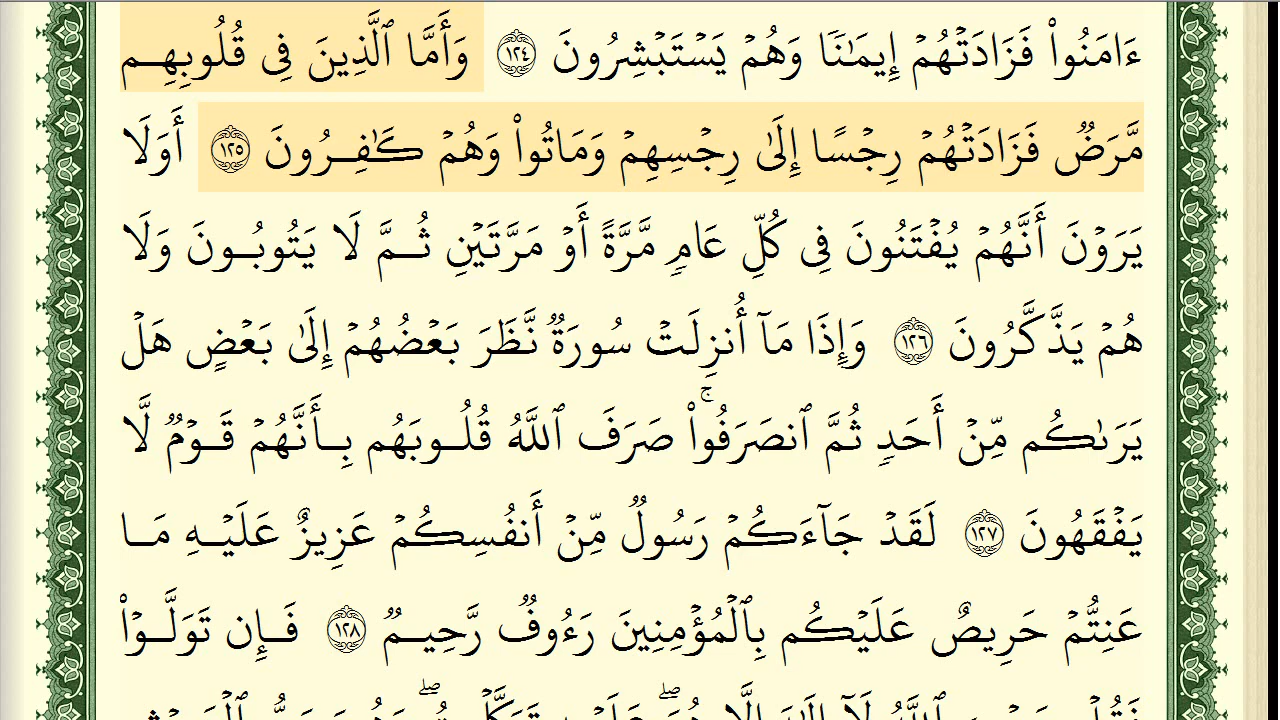 ءَامَنُوا۟ فَزَادَتْهُمْ إِيمَـٰنًا وَهُمْ يَسْتَبْشِرُونَ ١٢٤ وَأَمَّا ٱلَّذِينَ فِى قُلُوبِهِم
مَّرَضٌ فَزَادَتْهُمْ رِجْسًا إِلَىٰ رِجْسِهِمْ وَمَاتُوا۟ وَهُمْ كَـٰفِرُونَ ١٢٥ أَوَلَا
يَرَوْنَ أَنَّهُمْ يُفْتَنُونَ فِى كُلِّ عَامٍ مَّرَّةً أَوْ مَرَّتَيْنِ ثُمَّ لَا يَتُوبُونَ وَلَا
هُمْ يَذَّكَّرُونَ ١٢٦ وَإِذَا مَآ أُنزِلَتْ سُورَةٌ نَّظَرَ بَعْضُهُمْ إِلَىٰ بَعْضٍ هَلْ
يَرَىٰكُم مِّنْ أَحَدٍ ثُمَّ ٱنصَرَفُوا۟ ۚ صَرَفَ ٱللَّهُ قُلُوبَهُم بِأَنَّهُمْ قَوْمٌ لَّا
يَفْقَهُونَ ١٢٧ لَقَدْ جَآءَكُمْ رَسُولٌ مِّنْ أَنفُسِكُمْ عَزِيزٌ عَلَيْهِ مَا
عَنِتُّمْ حَرِيصٌ عَلَيْكُم بِٱلْمُؤْمِنِينَ رَءُوفٌ رَّحِيمٌ ١٢٨ فَإِن تَوَلَّوْا۟